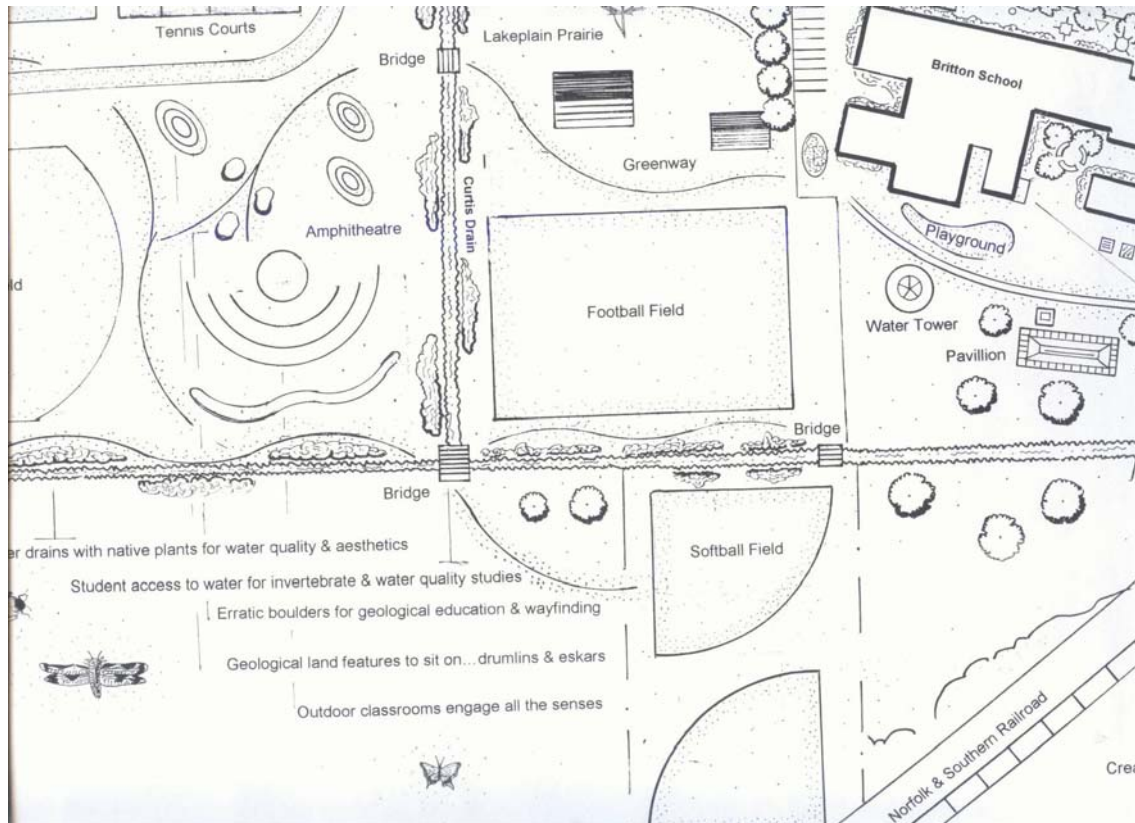 Tennis Courts
Bridge
Lakeplain Prairie
Britton School
Greenway
Curtis Drain
Amphitheatre
Playground
Football Field
Water Tower
Pavillion
Bridge
Bridge
Softball Field
drains with native plants for water quality & aesthetics
Student access to water for invertebrate & water quality studies
Erratic boulders for geological education & wayfinding
Geological land features to sit on...drumlins & eskars
Outdoor classrooms engage all the senses
Norfolk & Southern Railroad